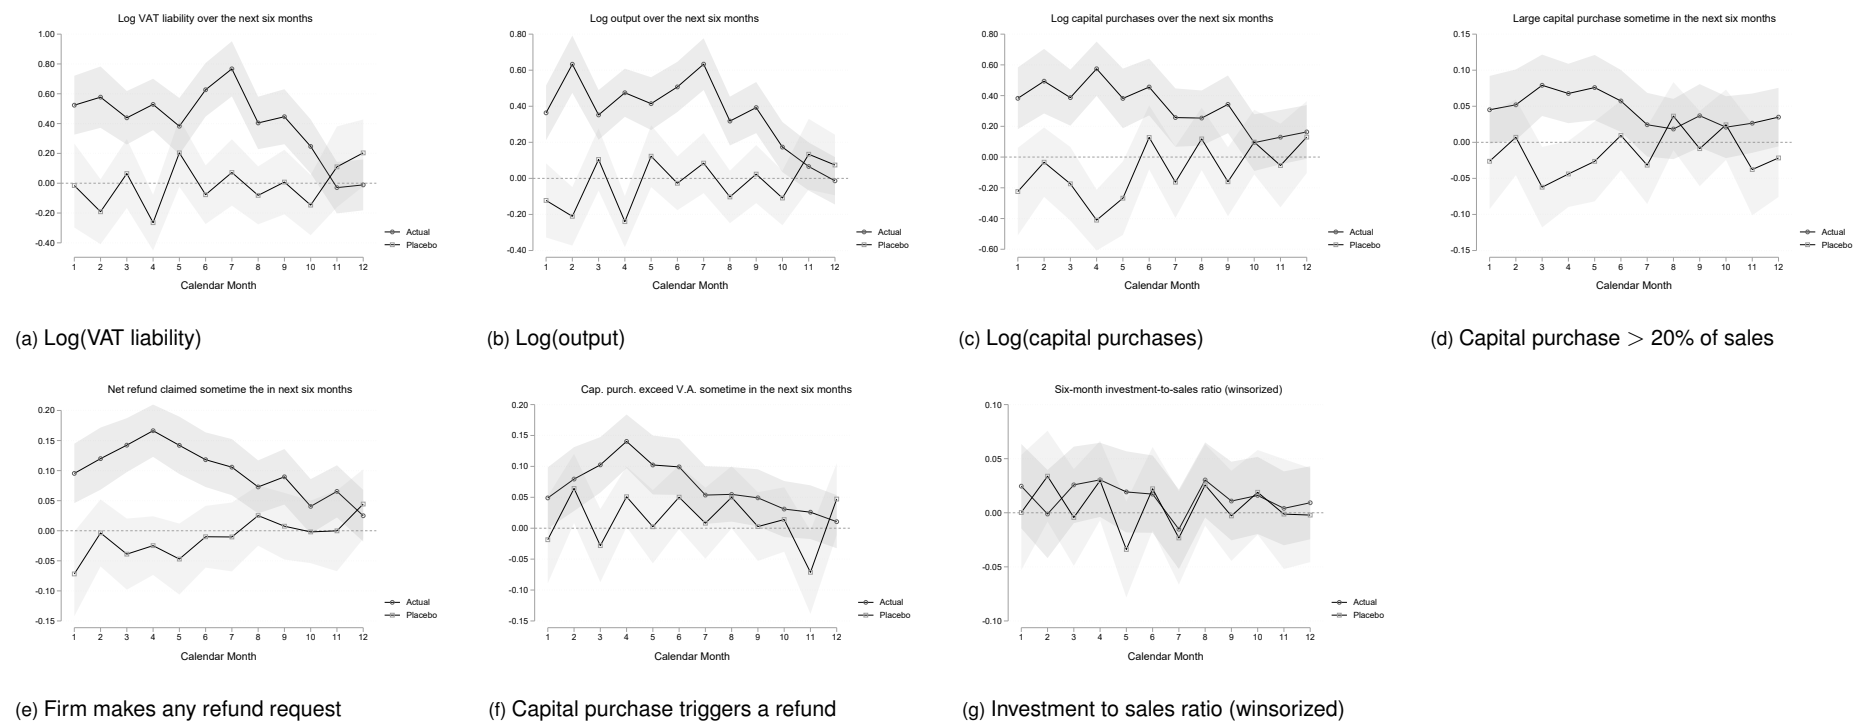 Log VAT liability over the next six months
1.00
0.80
0.60
0.40
0.20
0.00
-0.20
-0.40
Actual
Placebo
1 2 3 4 5 6 7 8 9 10 11 12
Calendar Month
(a) Log(VAT liability)
Log output over the next six months
0.80
0.60
0.40
0.20
0.00
-0.20
-0.40
Actual
Placebo
1 2 3 4 5 6 7 8 9 10 11 12
Calendar Month
(b) Log(output)
Log capital purchases over the next six months
0.80
0.60
0.40
0.20
0.00
-0.20
-0.40
-0.60
Actual
Placebo
1 2 3 4 5 6 7 8 9 10 11 12
Calendar Month
(c) Log(capital purchases)
Large capital purchase sometime in the next six months
0.15
0.10
0.05
0.00
-0.05
-0.10
-0.15
Actual
Placebo
1 2 3 4 5 6 7 8 9 10 11 12
Calendar Month
(d) Capital purchase > 20% of sales
Net refund claimed sometime the in next six months
0.20
0.15
0.10
0.05
0.00
-0.05
-0.10
-0.15
Actual
Placebo
1 2 3 4 5 6 7 8 9 10 11 12
Calendar Month
(e) Firm makes any refund request
Cap. purch. exceed V.A. sometime in the next six months
0.20
0.15
0.10
0.05
0.00
-0.05
-0.10
-0.15
Actual
Placebo
1 2 3 4 5 6 7 8 9 10 11 12
Calendar Month
(f) Capital purchase triggers a refund
Six-month investment-to-sales ratio (winsorized)
0.10
0.05
0.00
-0.05
-0.10
Actual
Placebo
1 2 3 4 5 6 7 8 9 10 11 12
Calendar Month
(g) Investment to sales ratio (winsorized)